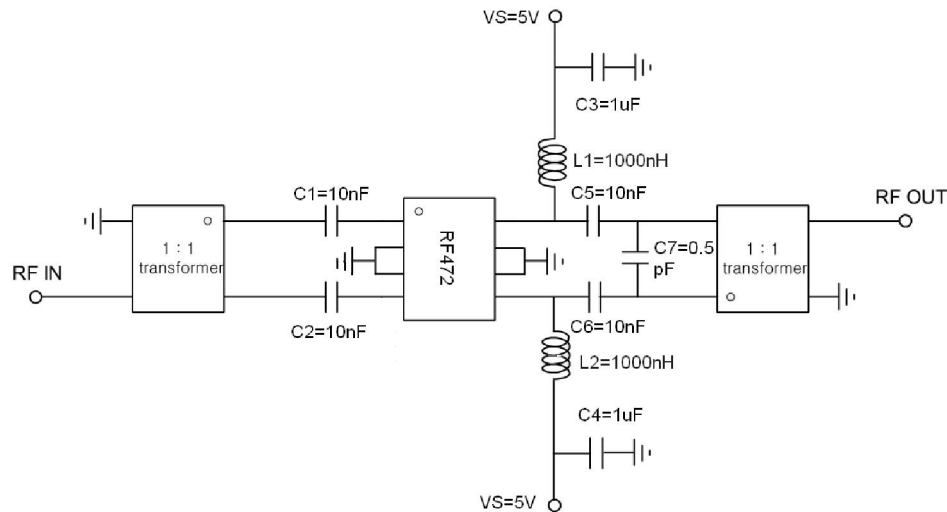 VS=5V
C3=1uF
L1=1000nH
C1=10nF
C5=10nF
RF OUT
1 : 1
transformer
RF472
C7=0.5
pF
1 : 1
transformer
RF IN
C2=10nF
C6=10nF
L2=1000nH
C4=1uF
VS=5V